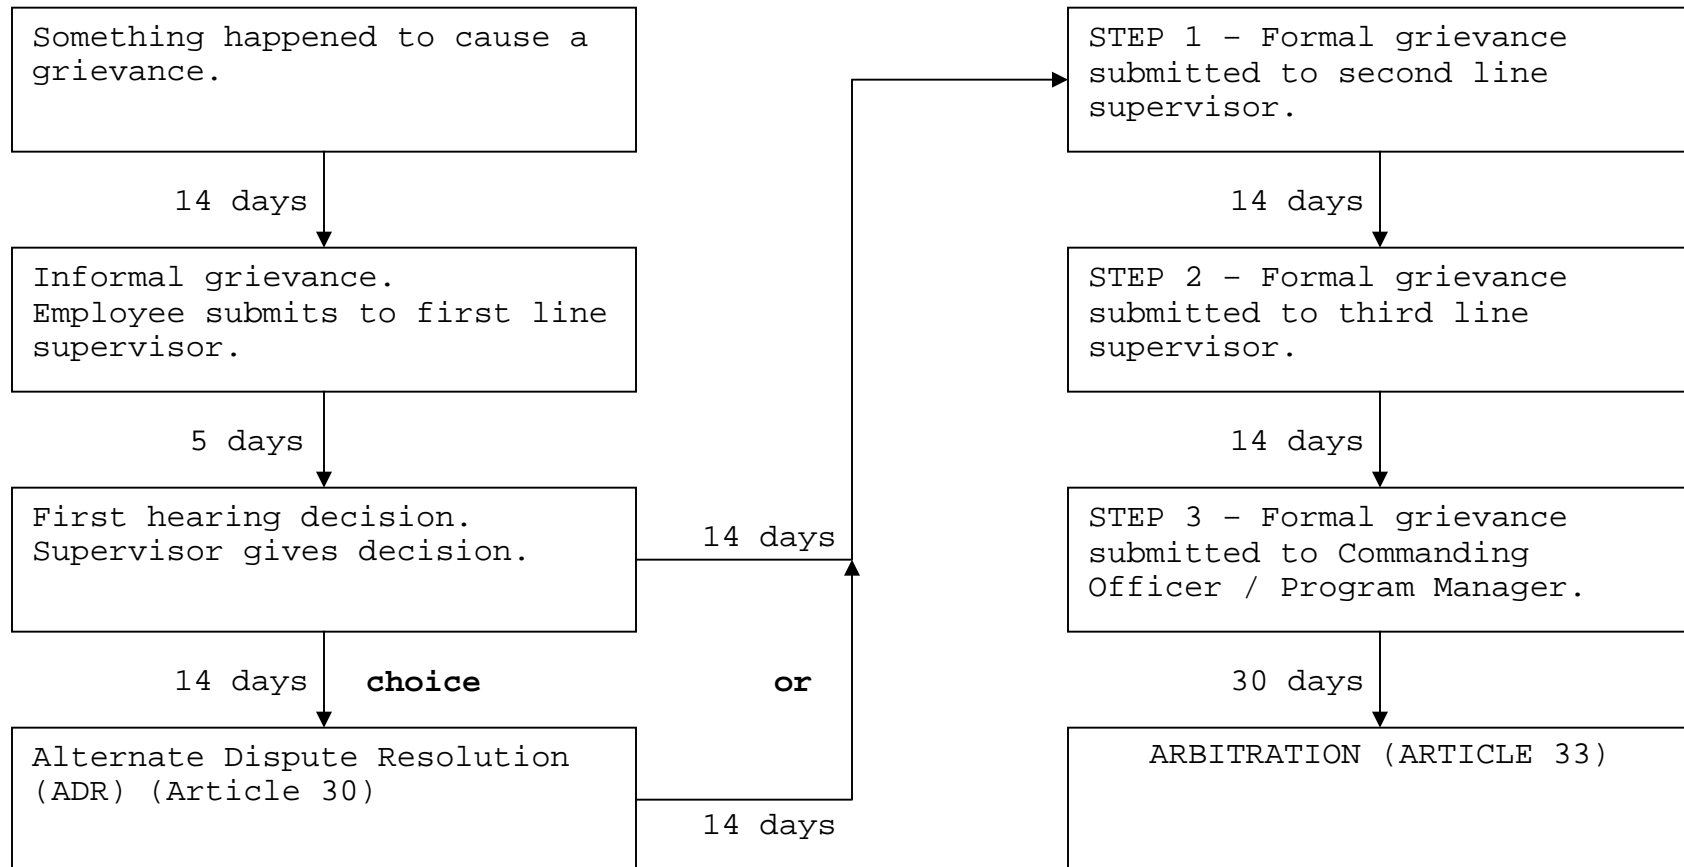 Something happened to cause a
grievance.
14 days
Informal grievance.
Employee submits to first line
supervisor.
5 days
First hearing decision.
Supervisor gives decision.
14 days
14 days
choice
or
Alternate Dispute Resolution
(ADR) (Article 30)
14 days
STEP 1 – Formal grievance
submitted to second line
supervisor.
14 days
STEP 2 – Formal grievance
submitted to third line
supervisor.
14 days
STEP 3 – Formal grievance
submitted to Commanding
Officer / Program Manager.
30 days
ARBITRATION (ARTICLE 33)